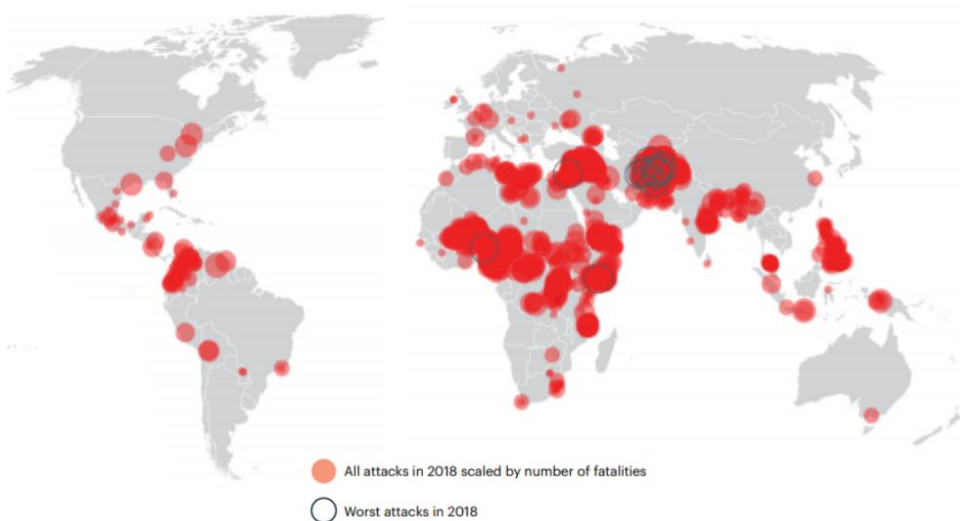 All attacks in 2018 scaled by number of fatalities
Worst attacks in 2018